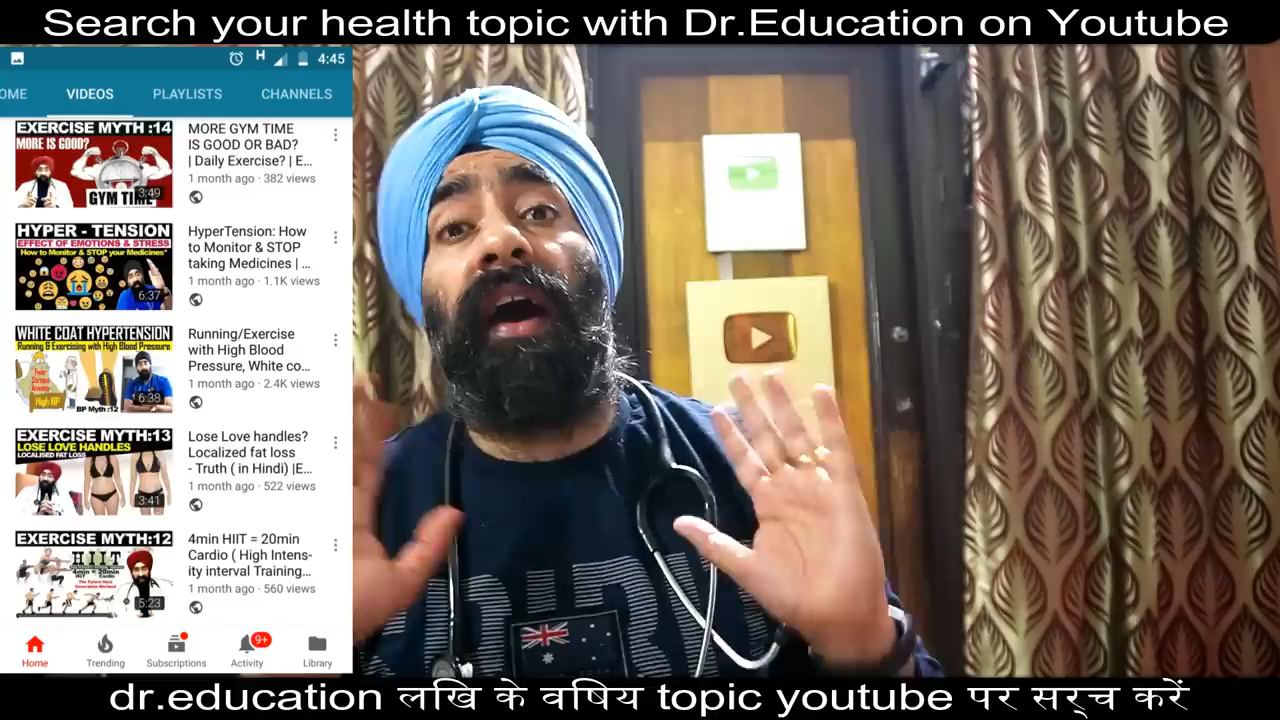 Search your health topic with Dr.Education on Youtube
H 4:45
OME VIDEOS PLAYLISTS CHANNELS
EXERCISE MYTH :14
MORE IS GOOD?
GYM TIME
3:49
MORE GYM TIME
IS GOOD OR BAD?
| Daily Exercise? | E...
1 month ago · 382 views
HYPER - TENSION
EFFECT OF EMOTIONS & STRESS
How to Monitor & STOP your Medicines*
6:37
HyperTension: How
to Monitor & STOP
taking Medicines | ...
1 month ago · 1.1K views
WHITE COAT HYPERTENSION
Running & Exercising with High Blood Pressure
High BP
BP Myth :12
6:38
Running/Exercise
with High Blood
Pressure, White co...
1 month ago · 2.4K views
EXERCISE MYTH:13
LOSE LOVE HANDLES
LOCALISED FAT LOSS
3:41
Lose Love handles?
Localized fat loss
- Truth ( in Hindi) |E...
1 month ago · 522 views
EXERCISE MYTH:12
HIIT
4min = 20min
5:23
4min HIIT = 20min
Cardio ( High Intens-
ity interval Training...
1 month ago · 560 views
9+
Home Trending Subscriptions Activity Library
dr.education लखि के वषिय topic youtube पर सर्च करें